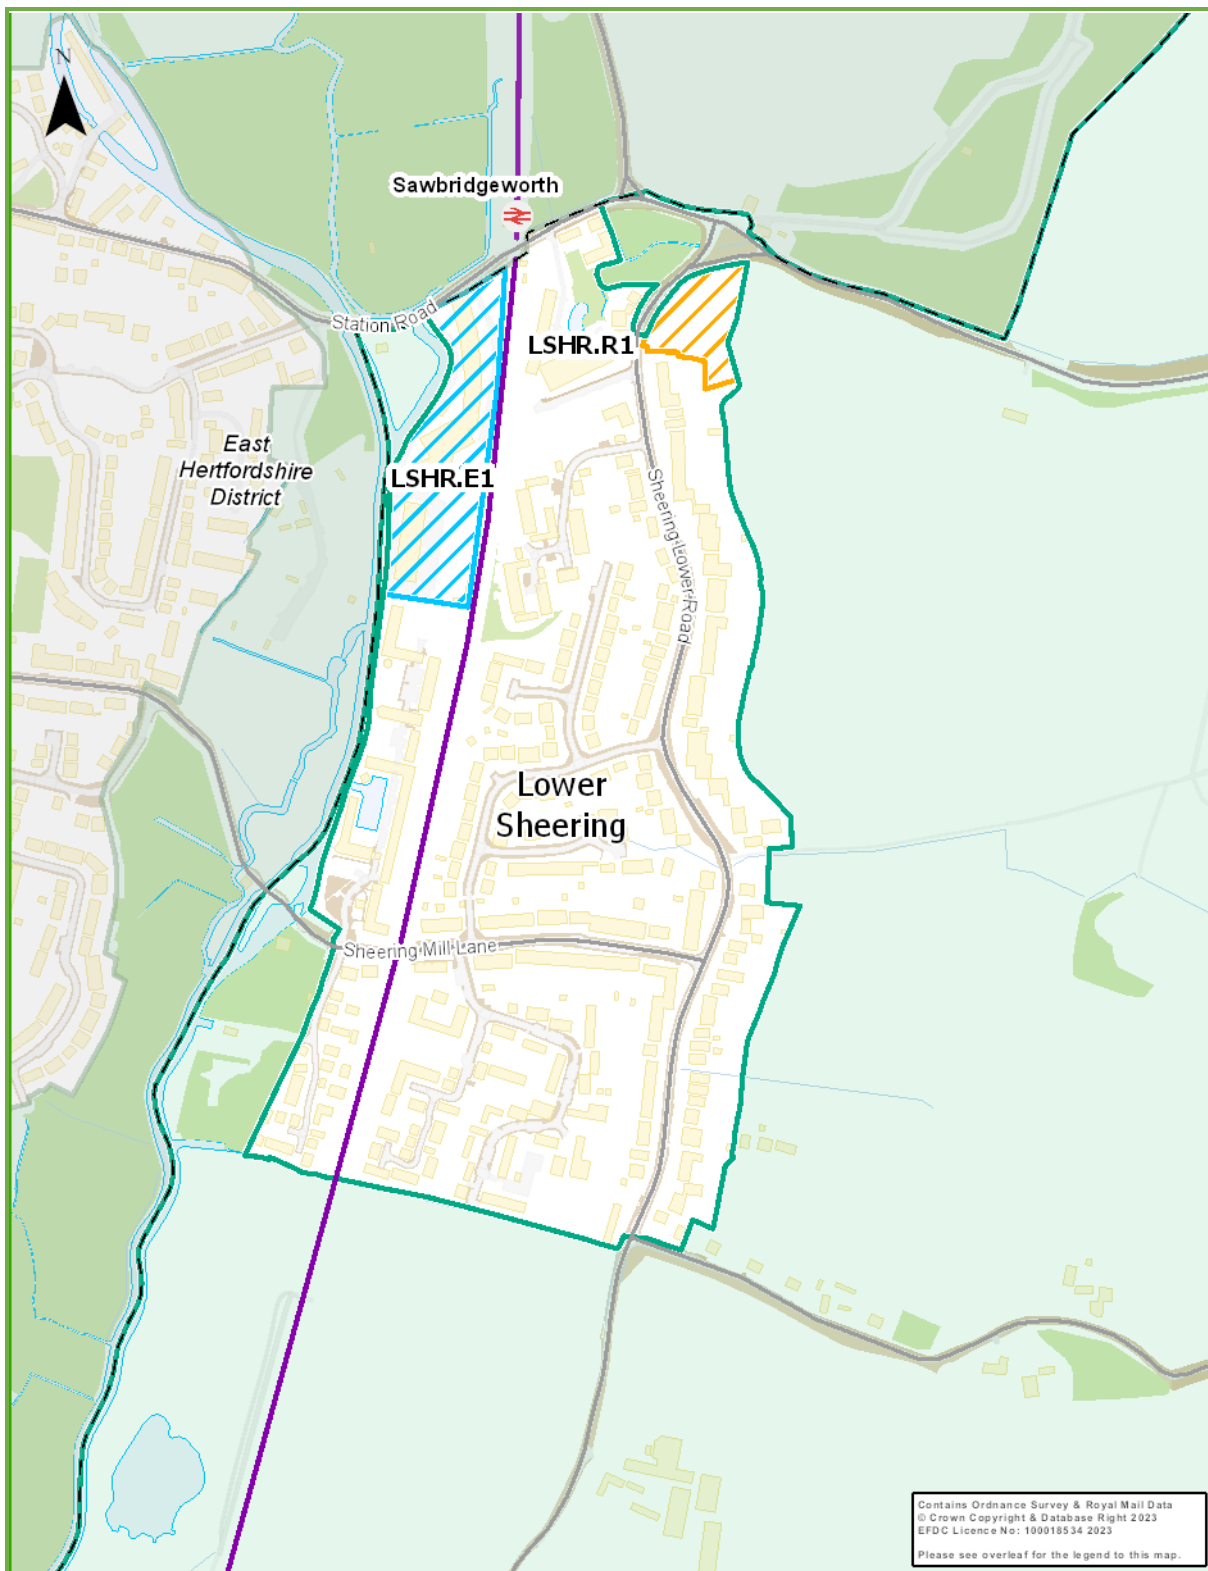 N
Sawbridgeworth
Station Road
LSHR.R1
East
Hertfordshire
District
LSHR.E1
Sheering Lower Road
Lower
Sheering
Sheering Mill Lane
Contains Ordnance Survey & Royal Mail Data
© Crown Copyright & Database Right 2023
EFDC Licence No: 100018534 2023
Please see overleaf for the legend to this map.